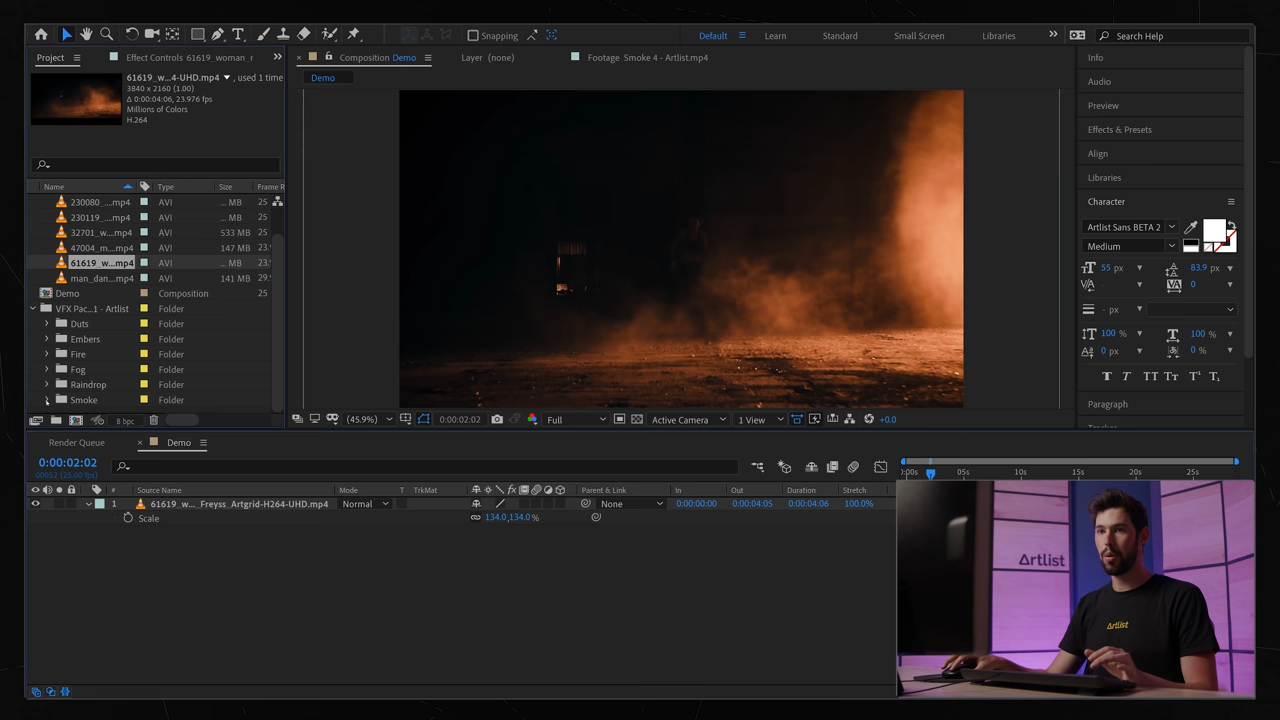 Snapping
Default
Learn
Standard
Small Screen
Libraries
Search Help
Project
Effect Controls 61619_woman_r
Composition Demo
Layer (none)
Footage Smoke 4 - Artlist.mp4
Demo
61619_w...4-UHD.mp4 , used 1 time
3840 x 2160 (1.00)
Δ 0:00:04:06, 23.976 fps
Millions of Colors
H.264
Name
Type
Size
Frame R
230080_....mp4 AVI ... MB 25
230119_....mp4 AVI ... MB 25
32701_w...mp4 AVI 533 MB 25
47004_m...mp4 AVI 147 MB 23.
61619_w...mp4 AVI ... MB 23.
man_dan...mp4 AVI 141 MB 29.
Demo Composition 25
VFX Pac...1 - Artlist Folder
Duts Folder
Embers Folder
Fire Folder
Fog Folder
Raindrop Folder
Smoke Folder
8 bpc
(45.9%)
0:00:02:02
Full
Active Camera
1 View
+0.0
Info
Audio
Preview
Effects & Presets
Align
Libraries
Character
Artlist Sans BETA 2
Medium
55 px
83.9
0
- px
100 %
100 %
0 px
0 %
T T TT Tт T¹ T₁
Paragraph
Render Queue
Demo
0:00:02:02
00052 (25.00 fps)
:00s 05s 10s 15s 20s 25s
# Source Name Mode T TrkMat Parent & Link In Out Duration Stretch
1 61619_w..._Freyss_Artgrid-H264-UHD.mp4 Normal None 0:00:00:00 0:00:04:05 0:00:04:06 100.0%
Scale 134.0,134.0 %
Artlist
Artlist